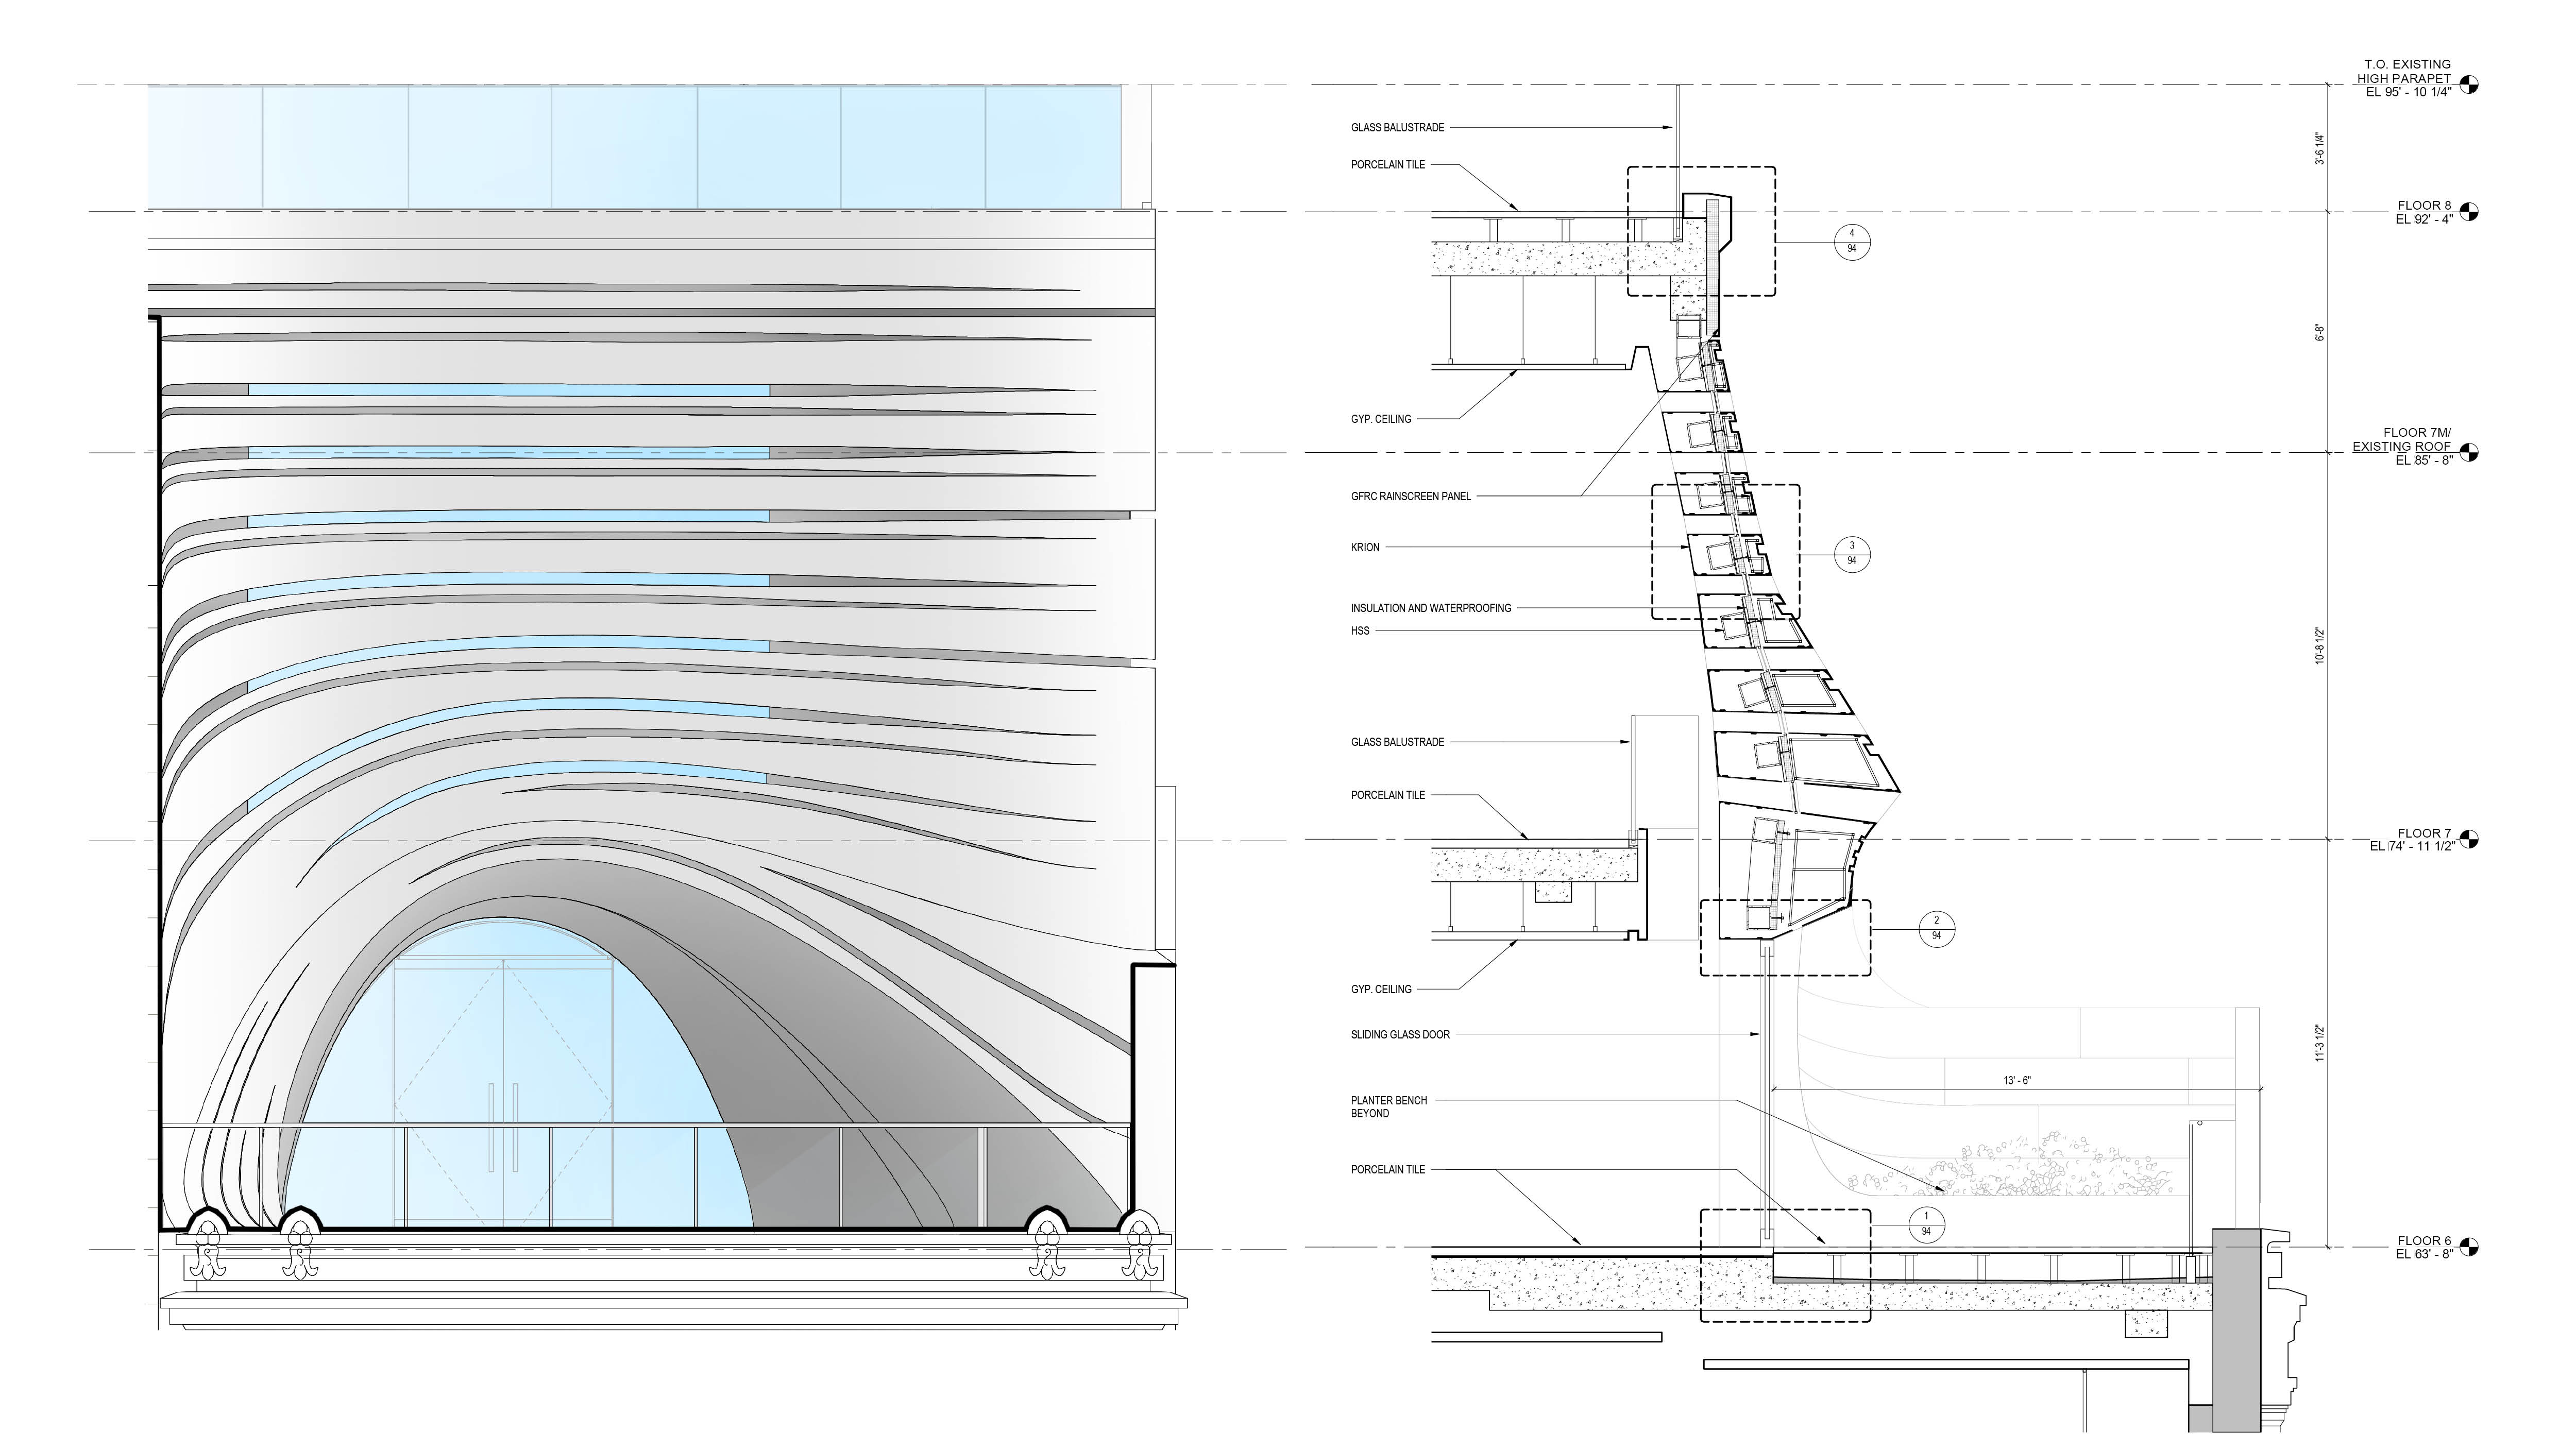 T.O. EXISTING
HIGH PARAPET
EL 95' - 10 1/4"
GLASS BALUSTRADE
3'-6 1/4"
PORCELAIN TILE
FLOOR 8
EL 92' - 4"
4
94
6'-8"
GYP. CEILING
FLOOR 7M/
EXISTING ROOF
EL 85' - 8"
GFRC RAINSCREEN PANEL
KRION
3
94
INSULATION AND WATERPROOFING
HSS
10'-8 1/2"
GLASS BALUSTRADE
PORCELAIN TILE
FLOOR 7
EL 74' - 11 1/2"
2
94
GYP. CEILING
SLIDING GLASS DOOR
11'-3 1/2"
13' - 6"
PLANTER BENCH
BEYOND
PORCELAIN TILE
1
94
FLOOR 6
EL 63' - 8"